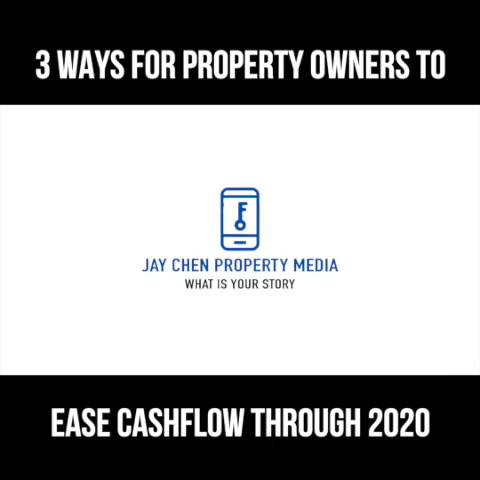 3 WAYS FOR PROPERTY OWNERS TO
JAY CHEN PROPERTY MEDIA
WHAT IS YOUR STORY
EASE CASHFLOW THROUGH 2020